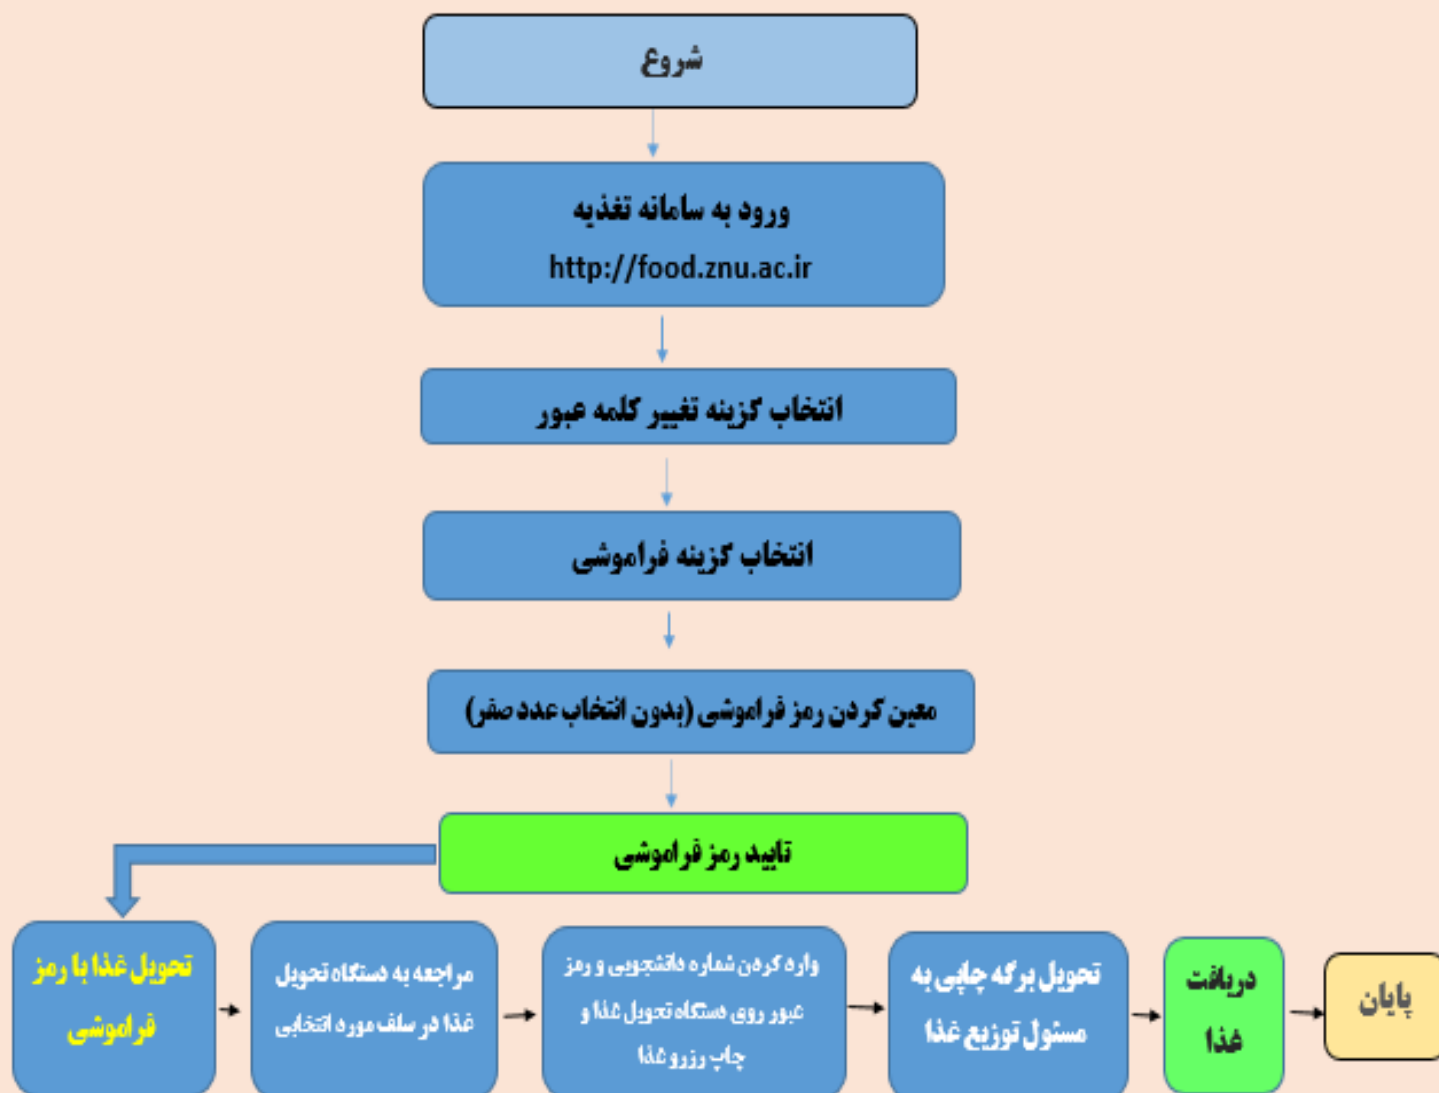 شروع
ورود به سامانه تغذیه
http://food.znu.ac.ir
انتخاب گزینه تغییر کلمه عبور
انتخاب گزینه فراموشی
معین کردن رمز فراموشی (بدون انتخاب عدد صفر)
تایید رمز فراموشی
تحویل غذا با رمز
فراموشی
مراجعه به دستگاه تحویل
غذا در سلف مورد انتخابی
وارد کردن شماره دانشجویی و رمز
عبور روی دستگاه تحویل غذا و
چاپ رزرو غذا
تحویل برگه چاپی به
مسئول توزیع غذا
دریافت
غذا
پایان